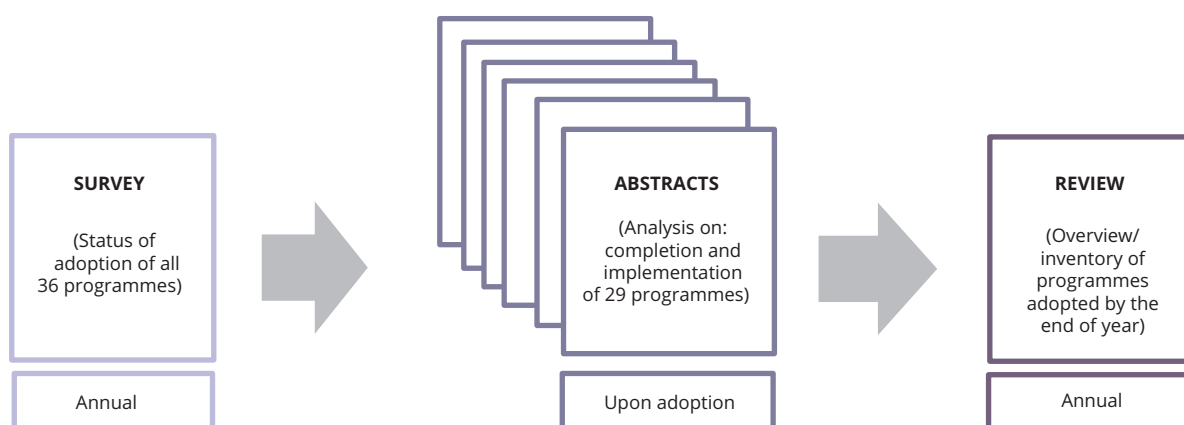 SURVEY
(Status of
adoption of all
36 programmes)
Annual
ABSTRACTS
(Analysis on:
completion and
implementation
of 29 programmes)
Upon adoption
REVIEW
(Overview/
inventory of
programmes
adopted by the
end of year)
Annual